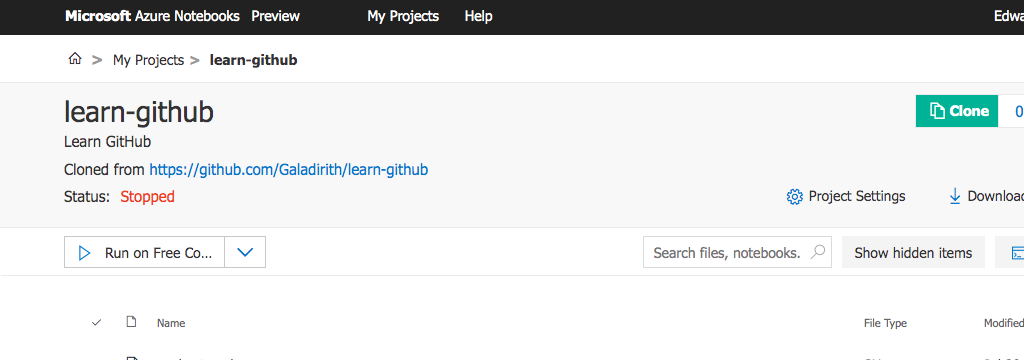 Microsoft Azure Notebooks Preview My Projects Help Edwa
> My Projects > learn-github
learn-github
Clone 0
Learn GitHub
Cloned from https://github.com/Galadirith/learn-github
Status: Stopped
Project Settings Download
Run on Free Co...
Search files, notebooks. Show hidden items
Name File Type Modified